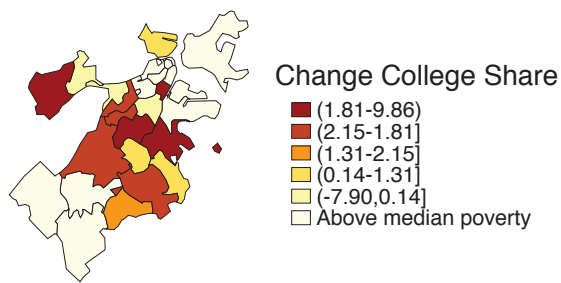 Change College Share
(1.81-9.86)
(2.15-1.81]
(1.31-2.15]
(0.14-1.31]
(-7.90,0.14]
Above median poverty